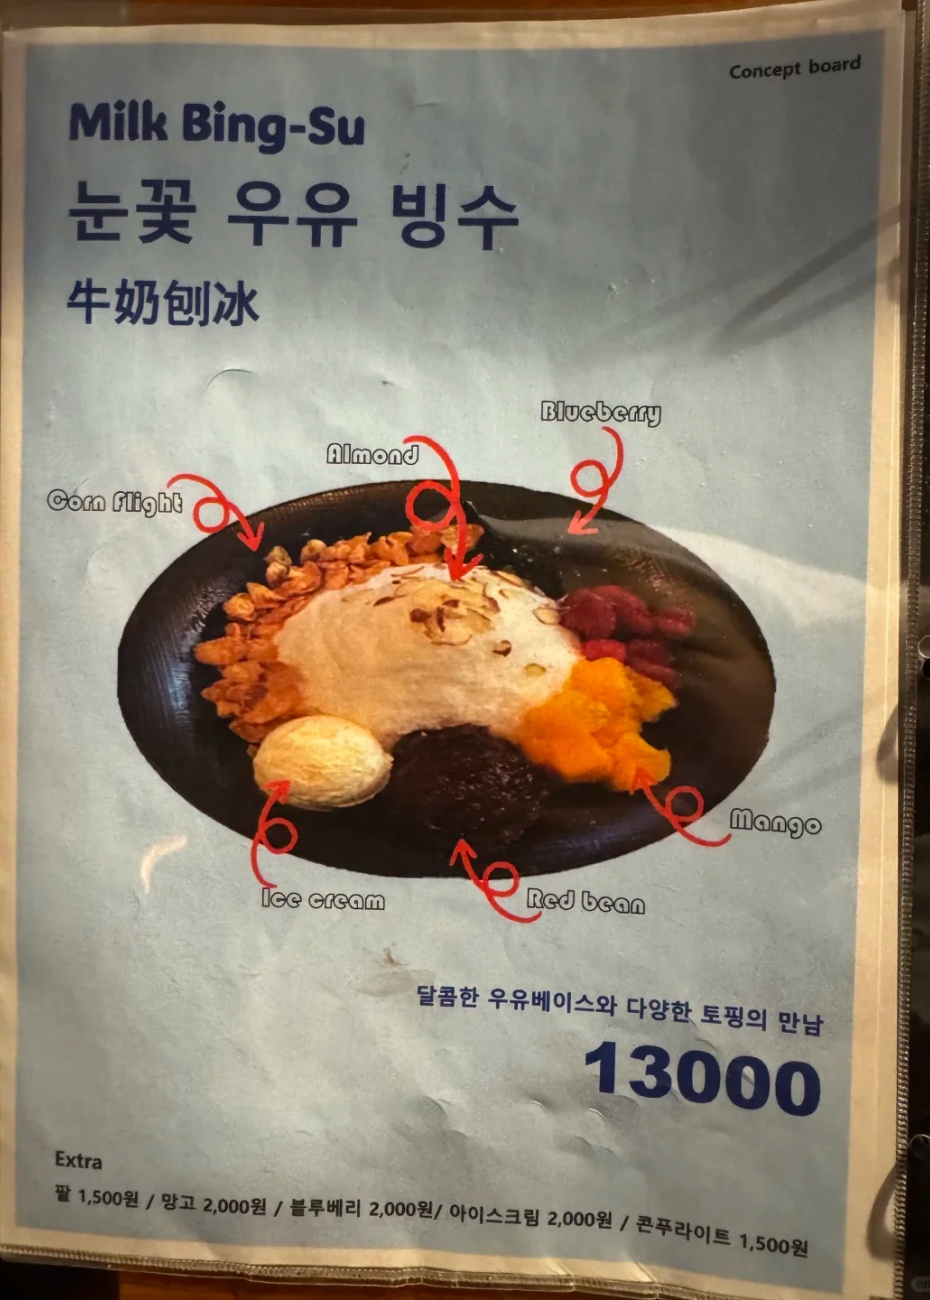 Concept board
Milk Bing-Su
눈꽃 우유 빙수
牛奶刨冰
Blueberry
Almond
Corn Flight
Mango
Ice cream
Red bean
달콤한 우유베이스와 다양한 토핑의 만남
13000
Extra
팥 1,500원 / 망고 2,000원 / 블루베리 2,000원/ 아이스크림 2,000원 / 콘푸라이트 1,500원